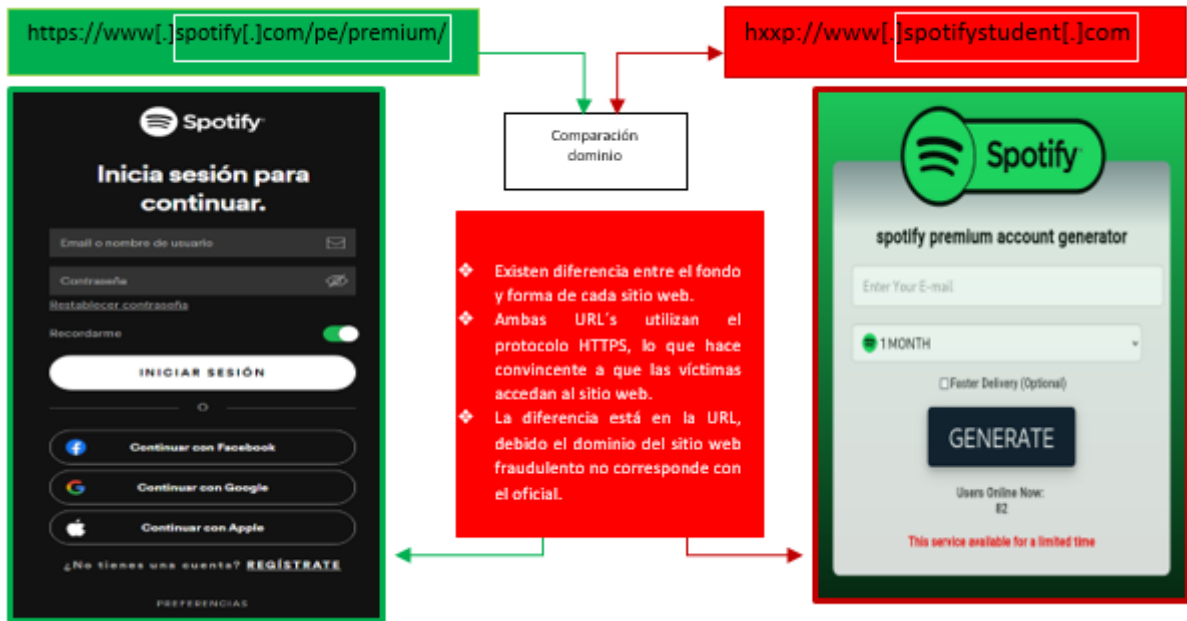 https://www[.]spotify[.]com/pe/premium/
hxxp://www[.]spotifystudent[.]com
Comparación
dominio
Spotify
Inicia sesión para
continuar.
Email o nombre de usuario
Contraseña
Restablecer contraseña
Recordarme
INICIAR SESIÓN
O
Continuar con Facebook
Continuar con Google
Continuar con Apple
¿No tienes una cuenta? REGÍSTRATE
PREFERENCIAS
❖ Existen diferencia entre el fondo
y forma de cada sitio web.
❖ Ambas URL´s utilizan el
protocolo HTTPS, lo que hace
convincente a que las víctimas
accedan al sitio web.
❖ La diferencia está en la URL,
debido el dominio del sitio web
fraudulento no corresponde con
el oficial.
Spotify
spotify premium account generator
Enter Your E-mail
1 MONTH
Faster Delivery (Optional)
GENERATE
Users Online Now:
82
This service available for a limited time